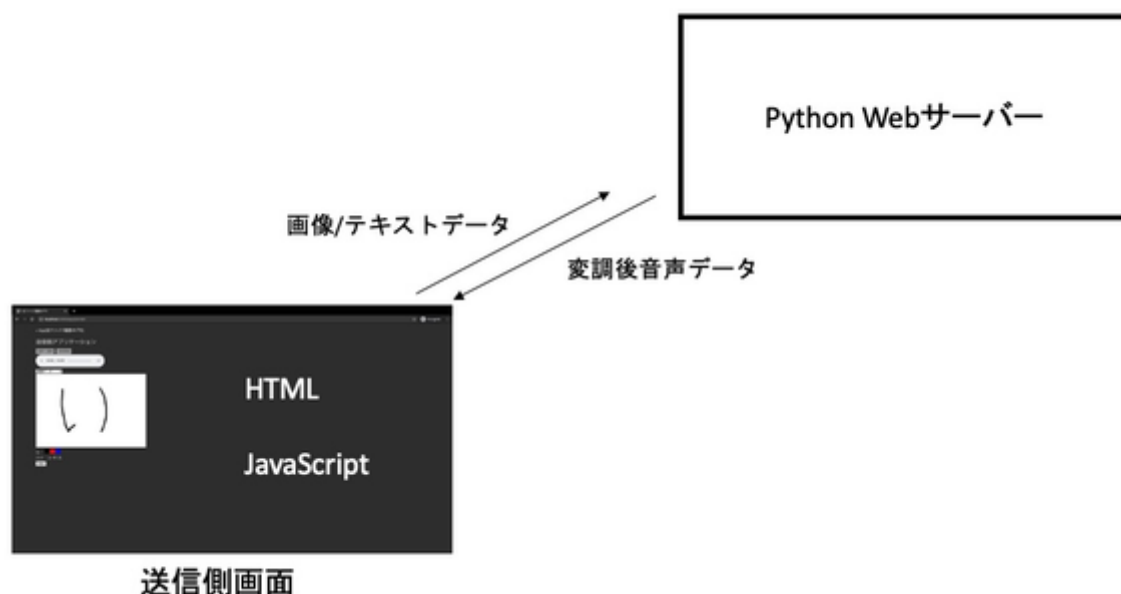 Python Webサーバー
画像/テキストデータ
変調後音声データ
HTML
い
JavaScript
送信側画面